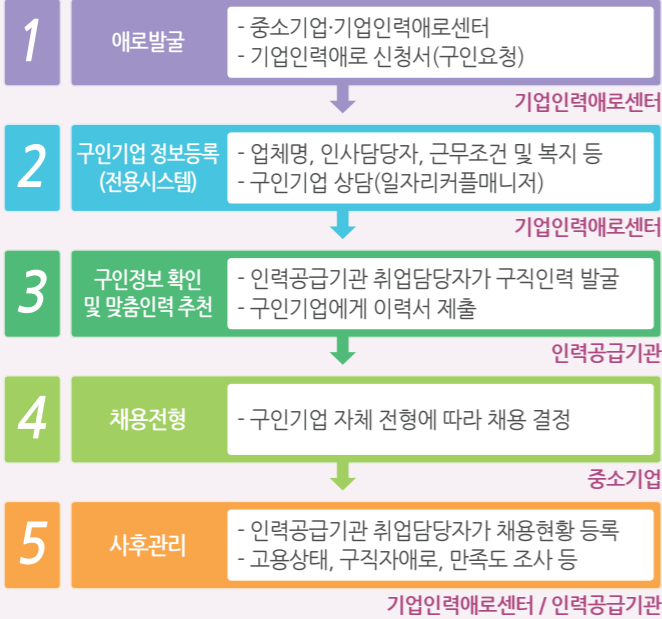 1
애로발굴
- 중소기업·기업인력애로센터
- 기업인력애로 신청서(구인요청)
기업인력애로센터
2
구인기업 정보등록
(전용시스템)
- 업체명, 인사담당자, 근무조건 및 복지 등
- 구인기업 상담(일자리커플매니저)
기업인력애로센터
3
구인정보 확인
및 맞춤인력 추천
- 인력공급기관 취업담당자가 구직인력 발굴
- 구인기업에게 이력서 제출
인력공급기관
4
채용전형
- 구인기업 자체 전형에 따라 채용 결정
중소기업
5
사후관리
- 인력공급기관 취업담당자가 채용현황 등록
- 고용상태, 구직자애로, 만족도 조사 등
기업인력애로센터 / 인력공급기관